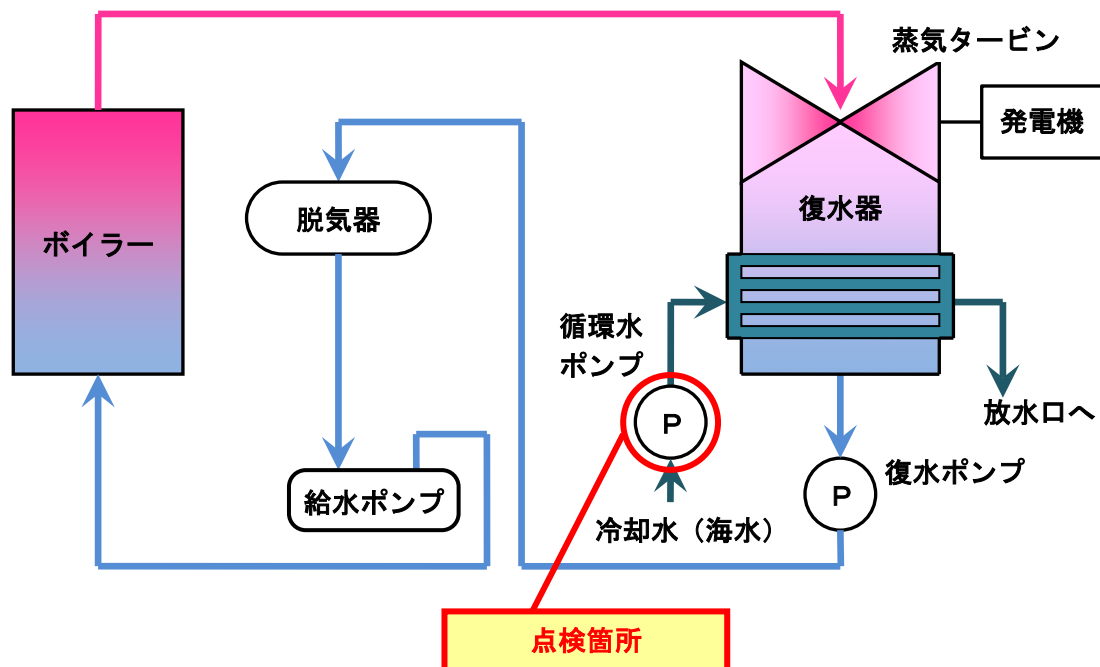 蒸気タービン
発電機
復水器
脱気器
ボイラー
循環水
ポンプ
P
放水口へ
復水ポンプ
P
給水ポンプ
冷却水（海水）
点検箇所